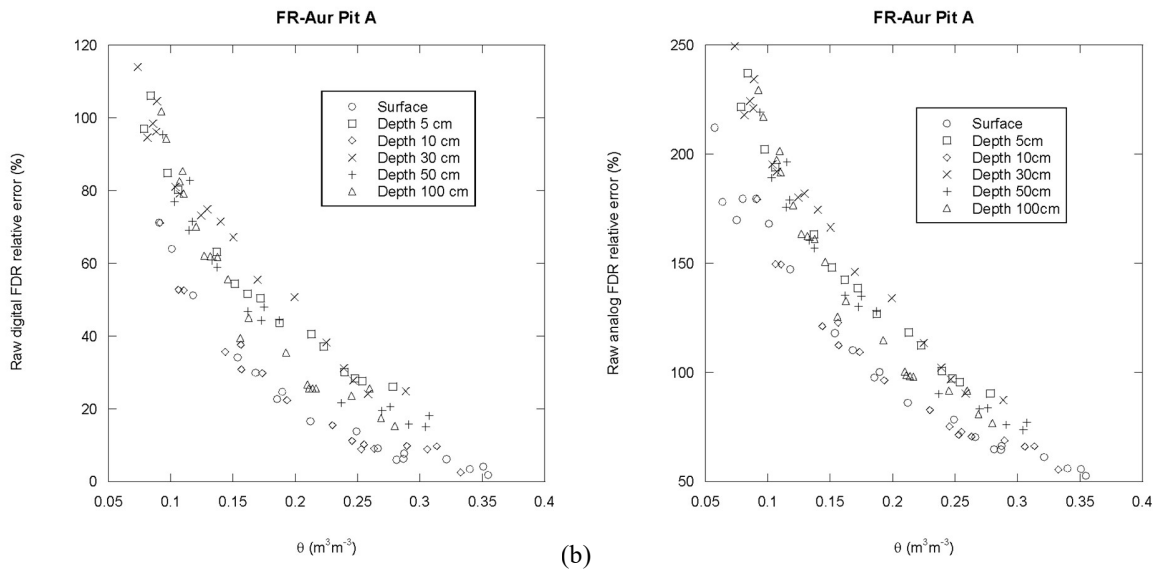 FR-Aur Pit A
120
100
80
60
40
20
0
Raw digital FDR relative error (%)
Surface
Depth 5 cm
Depth 10 cm
Depth 30 cm
Depth 50 cm
Depth 100 cm
0.05 0.1 0.15 0.2 0.25 0.3 0.35 0.4
θ (m³m⁻³)
(b)
FR-Aur Pit A
250
200
150
100
50
Raw analog FDR relative error (%)
Surface
Depth 5cm
Depth 10cm
Depth 30cm
Depth 50cm
Depth 100cm
0.05 0.1 0.15 0.2 0.25 0.3 0.35 0.4
θ (m³m⁻³)